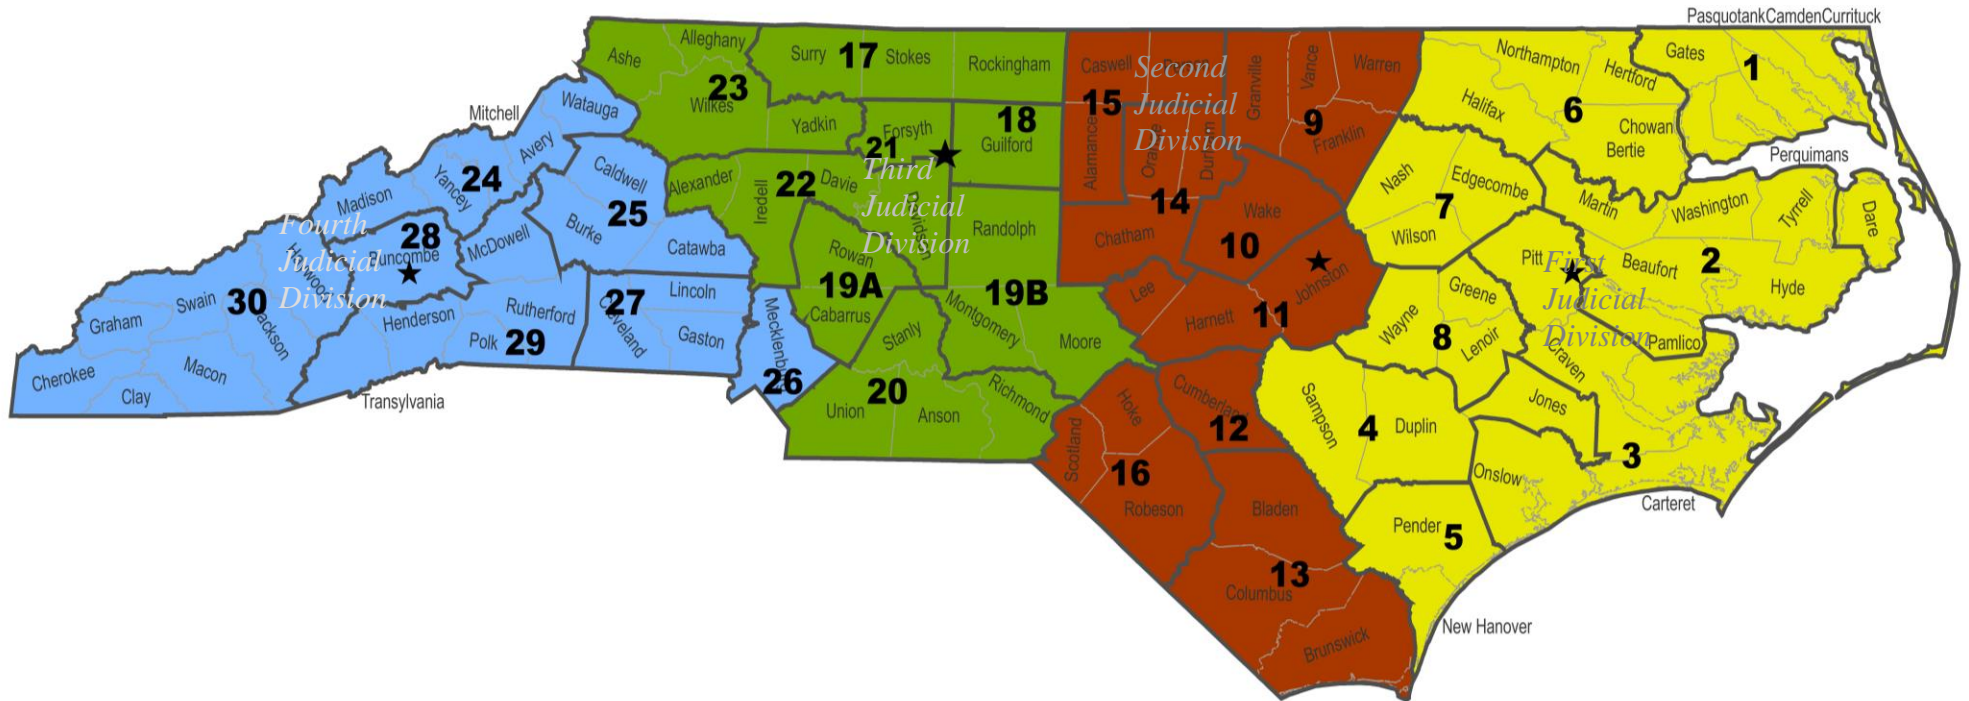 PasquotankCamdenCurrituck
Alleghany
Ashe
Surry
17
Stokes
Rockingham
Caswell
Second
Judicial
Division
Granville
Vance
Warren
Northampton
Hertford
Gates
1
23
Wilkes
Watauga
Mitchell
Yadkin
Forsyth
18
Guilford
15
Alamance
Orange
Durham
9
Franklin
Halifax
6
Chowan
Bertie
Perquimans
Avery
24
Yancey
Madison
Caldwell
25
Burke
Catawba
Alexander
Iredell
22
Davie
21
Third
Judicial
Division
Davidson
Randolph
14
Chatham
Wake
10
Nash
Edgecombe
7
Wilson
Martin
Washington
Tyrrell
Dare
Fourth
Judicial
Division
28
Buncombe
McDowell
Haywood
Rowan
19A
Cabarrus
19B
Montgomery
Moore
Lee
Harnett
11
Johnston
Pitt
First
Judicial
Division
Beaufort
2
Hyde
Greene
Wayne
8
Lenoir
Craven
Pamlico
Graham
Swain
30
Jackson
Macon
Cherokee
Clay
Henderson
Transylvania
Rutherford
Polk
29
27
Cleveland
Lincoln
Gaston
Mecklenburg
26
Stanly
Union
20
Anson
Richmond
Scotland
Hoke
16
Robeson
Cumberland
12
Bladen
13
Columbus
Brunswick
Sampson
4
Duplin
Jones
Onslow
3
Carteret
Pender
5
New Hanover